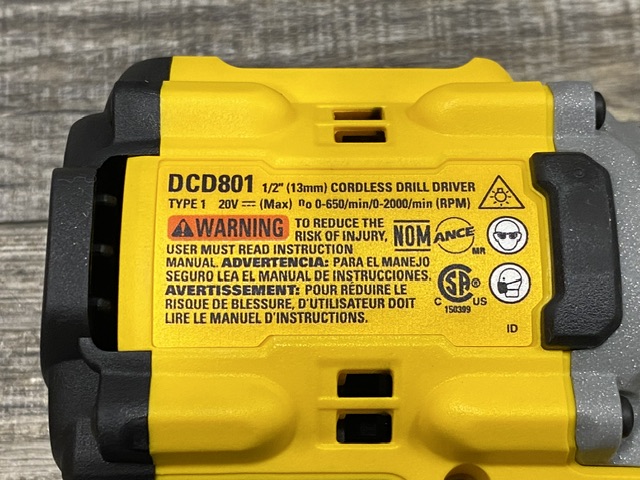 DCD801 1/2" (13mm) CORDLESS DRILL DRIVER
TYPE 1 20V ⎓ (Max) no 0-650/min/0-2000/min (RPM)
WARNING TO REDUCE THE
RISK OF INJURY,
USER MUST READ INSTRUCTION
MANUAL. ADVERTENCIA: PARA EL MANEJO
SEGURO LEA EL MANUAL DE INSTRUCCIONES.
AVERTISSEMENT: POUR RÉDUIRE LE
RISQUE DE BLESSURE, D'UTILISATEUR DOIT
LIRE LE MANUEL D'INSTRUCTIONS.
NOM ANCE
MR
C SA ® US
150399
ID